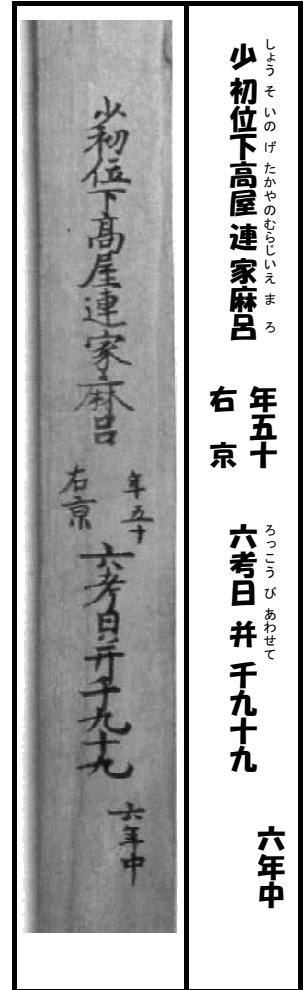 しょう そ いの げ たかやのむらじいえ ま ろ
少初位下高屋連家麻呂
年五十
右京
ろっこう び あわせて
六考日并千九十九
六年中
少初位下高屋連家麻呂
年五十
右京
六考日并千九十九
六年中